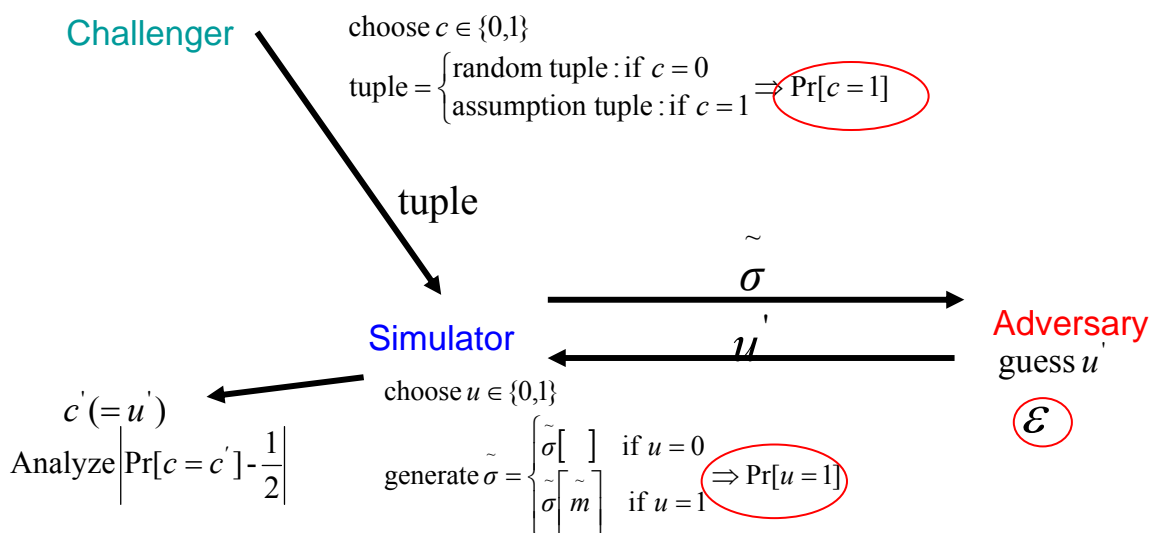 Challenger
choose c ∈ {0,1}
tuple = { random tuple : if c = 0
assumption tuple : if c = 1 ⇒ Pr[c = 1]
tuple
σ̃
u'
Simulator
Adversary
guess u'
ε
choose u ∈ {0,1}
generate σ̃ = { σ̃[ ] if u = 0
σ̃[ m̃ ] if u = 1 ⇒ Pr[u = 1]
c'(= u')
Analyze |Pr[c = c'] - 1/2|